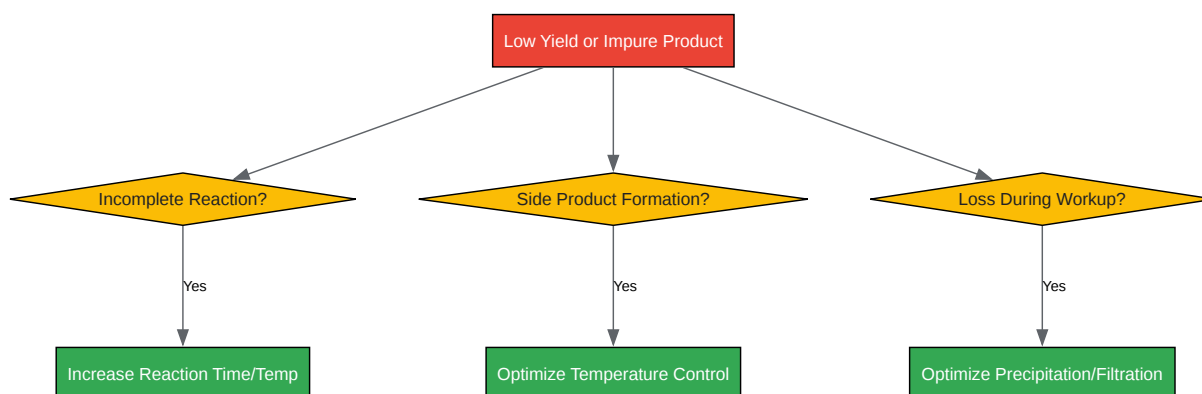 Low Yield or Impure Product
Incomplete Reaction?
Side Product Formation?
Loss During Workup?
Yes
Yes
Yes
Increase Reaction Time/Temp
Optimize Temperature Control
Optimize Precipitation/Filtration